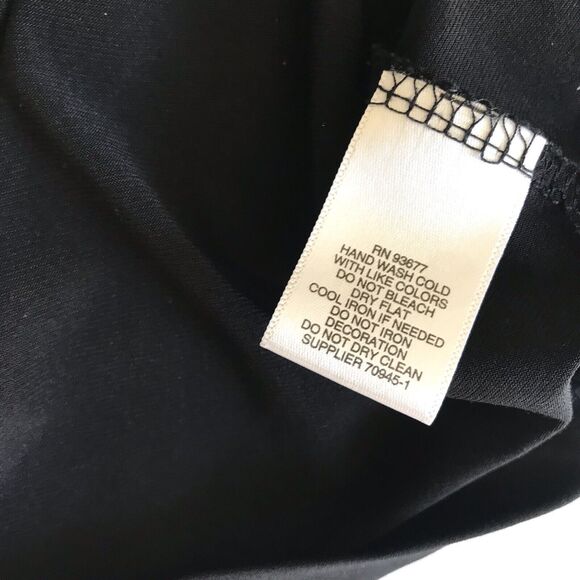 RN 93677
HAND WASH COLD
WITH LIKE COLORS
DO NOT BLEACH
DRY FLAT
COOL IRON IF NEEDED
DO NOT IRON
DECORATION
DO NOT DRY CLEAN
SUPPLIER 70945-1